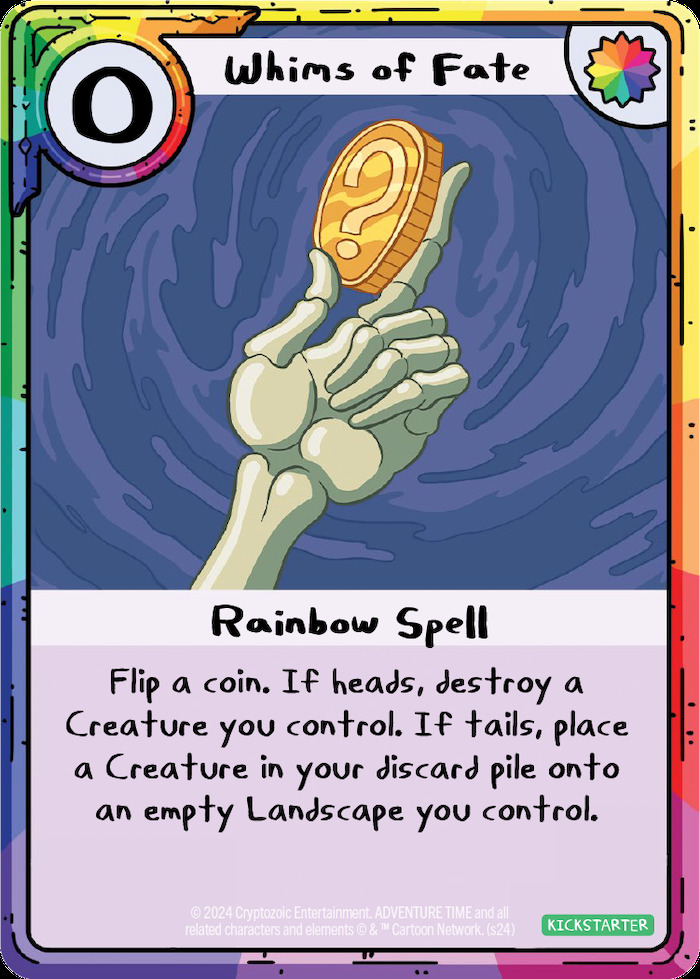 0
Whims of Fate
?
Rainbow Spell
Flip a coin. If heads, destroy a
Creature you control. If tails, place
a Creature in your discard pile onto
an empty Landscape you control.
© 2024 Cryptozoic Entertainment. ADVENTURE TIME and all
related characters and elements © & ™ Cartoon Network. (s24)
KICKSTARTER